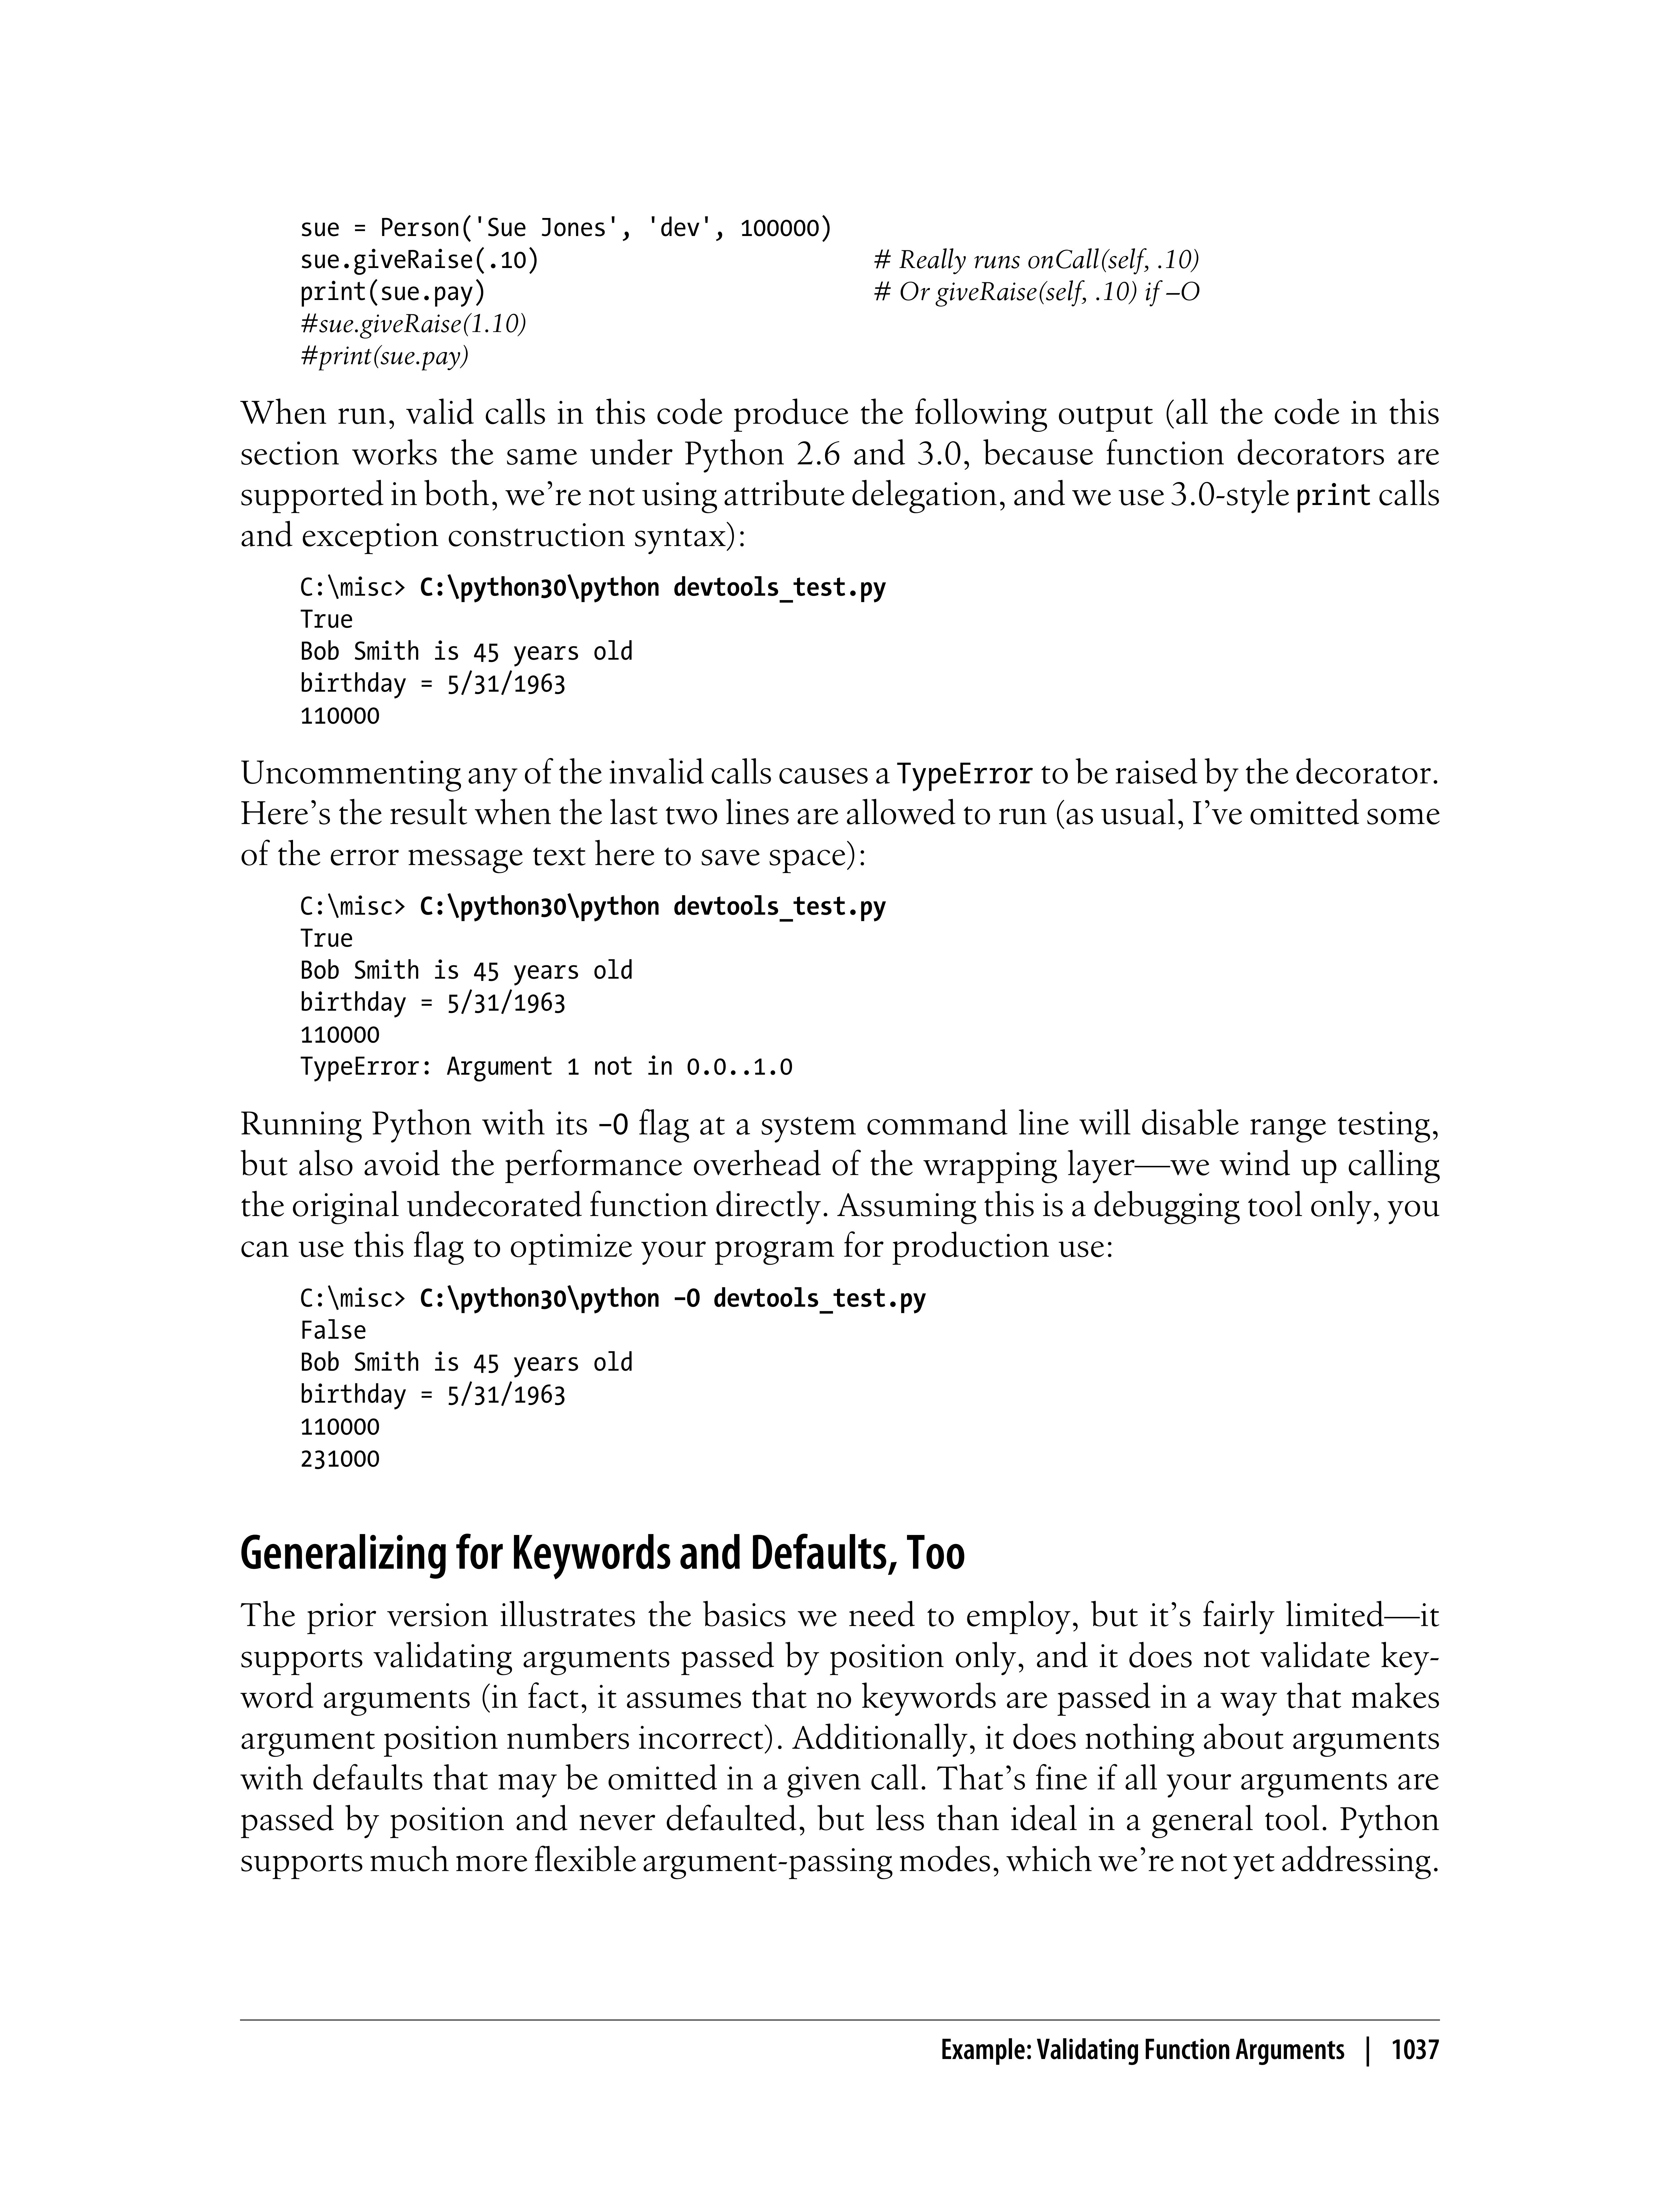 sue = Person('Sue Jones', 'dev', 100000)
sue.giveRaise(.10) # Really runs onCall(self, .10)
print(sue.pay) # Or giveRaise(self, .10) if –O
#sue.giveRaise(1.10)
#print(sue.pay)
When run, valid calls in this code produce the following output (all the code in this
section works the same under Python 2.6 and 3.0, because function decorators are
supported in both, we’re not using attribute delegation, and we use 3.0-style print calls
and exception construction syntax):
C:\misc> C:\python30\python devtools_test.py
True
Bob Smith is 45 years old
birthday = 5/31/1963
110000
Uncommenting any of the invalid calls causes a TypeError to be raised by the decorator.
Here’s the result when the last two lines are allowed to run (as usual, I’ve omitted some
of the error message text here to save space):
C:\misc> C:\python30\python devtools_test.py
True
Bob Smith is 45 years old
birthday = 5/31/1963
110000
TypeError: Argument 1 not in 0.0..1.0
Running Python with its –O flag at a system command line will disable range testing,
but also avoid the performance overhead of the wrapping layer—we wind up calling
the original undecorated function directly. Assuming this is a debugging tool only, you
can use this flag to optimize your program for production use:
C:\misc> C:\python30\python –O devtools_test.py
False
Bob Smith is 45 years old
birthday = 5/31/1963
110000
231000
Generalizing for Keywords and Defaults, Too
The prior version illustrates the basics we need to employ, but it’s fairly limited—it
supports validating arguments passed by position only, and it does not validate key-
word arguments (in fact, it assumes that no keywords are passed in a way that makes
argument position numbers incorrect). Additionally, it does nothing about arguments
with defaults that may be omitted in a given call. That’s fine if all your arguments are
passed by position and never defaulted, but less than ideal in a general tool. Python
supports much more flexible argument-passing modes, which we’re not yet addressing.
Example: Validating Function Arguments | 1037